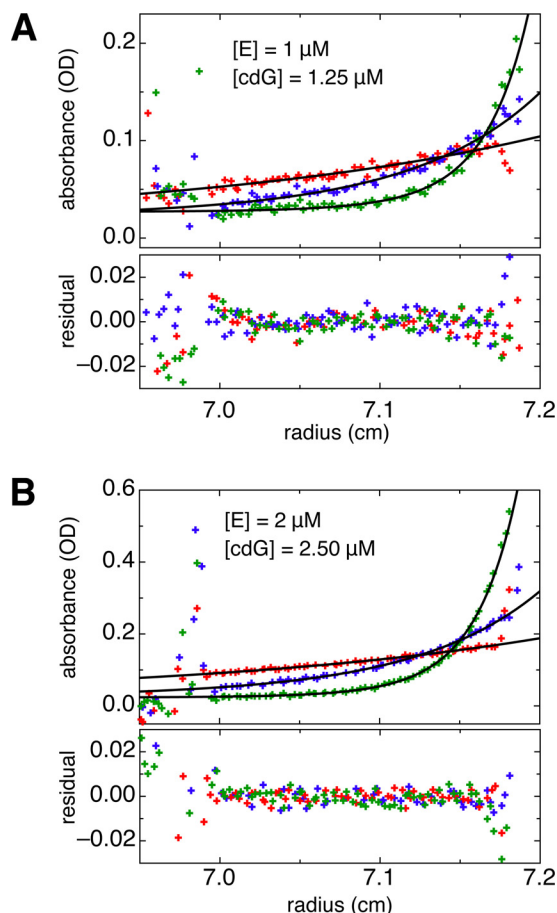 A
[E] = 1 µM
[cdG] = 1.25 µM
absorbance (OD)
0.2
0.1
0.0
residual
0.02
0.00
−0.02
7.0 7.1 7.2
radius (cm)
B
[E] = 2 µM
[cdG] = 2.50 µM
absorbance (OD)
0.6
0.4
0.2
0.0
residual
0.02
0.00
−0.02
7.0 7.1 7.2
radius (cm)